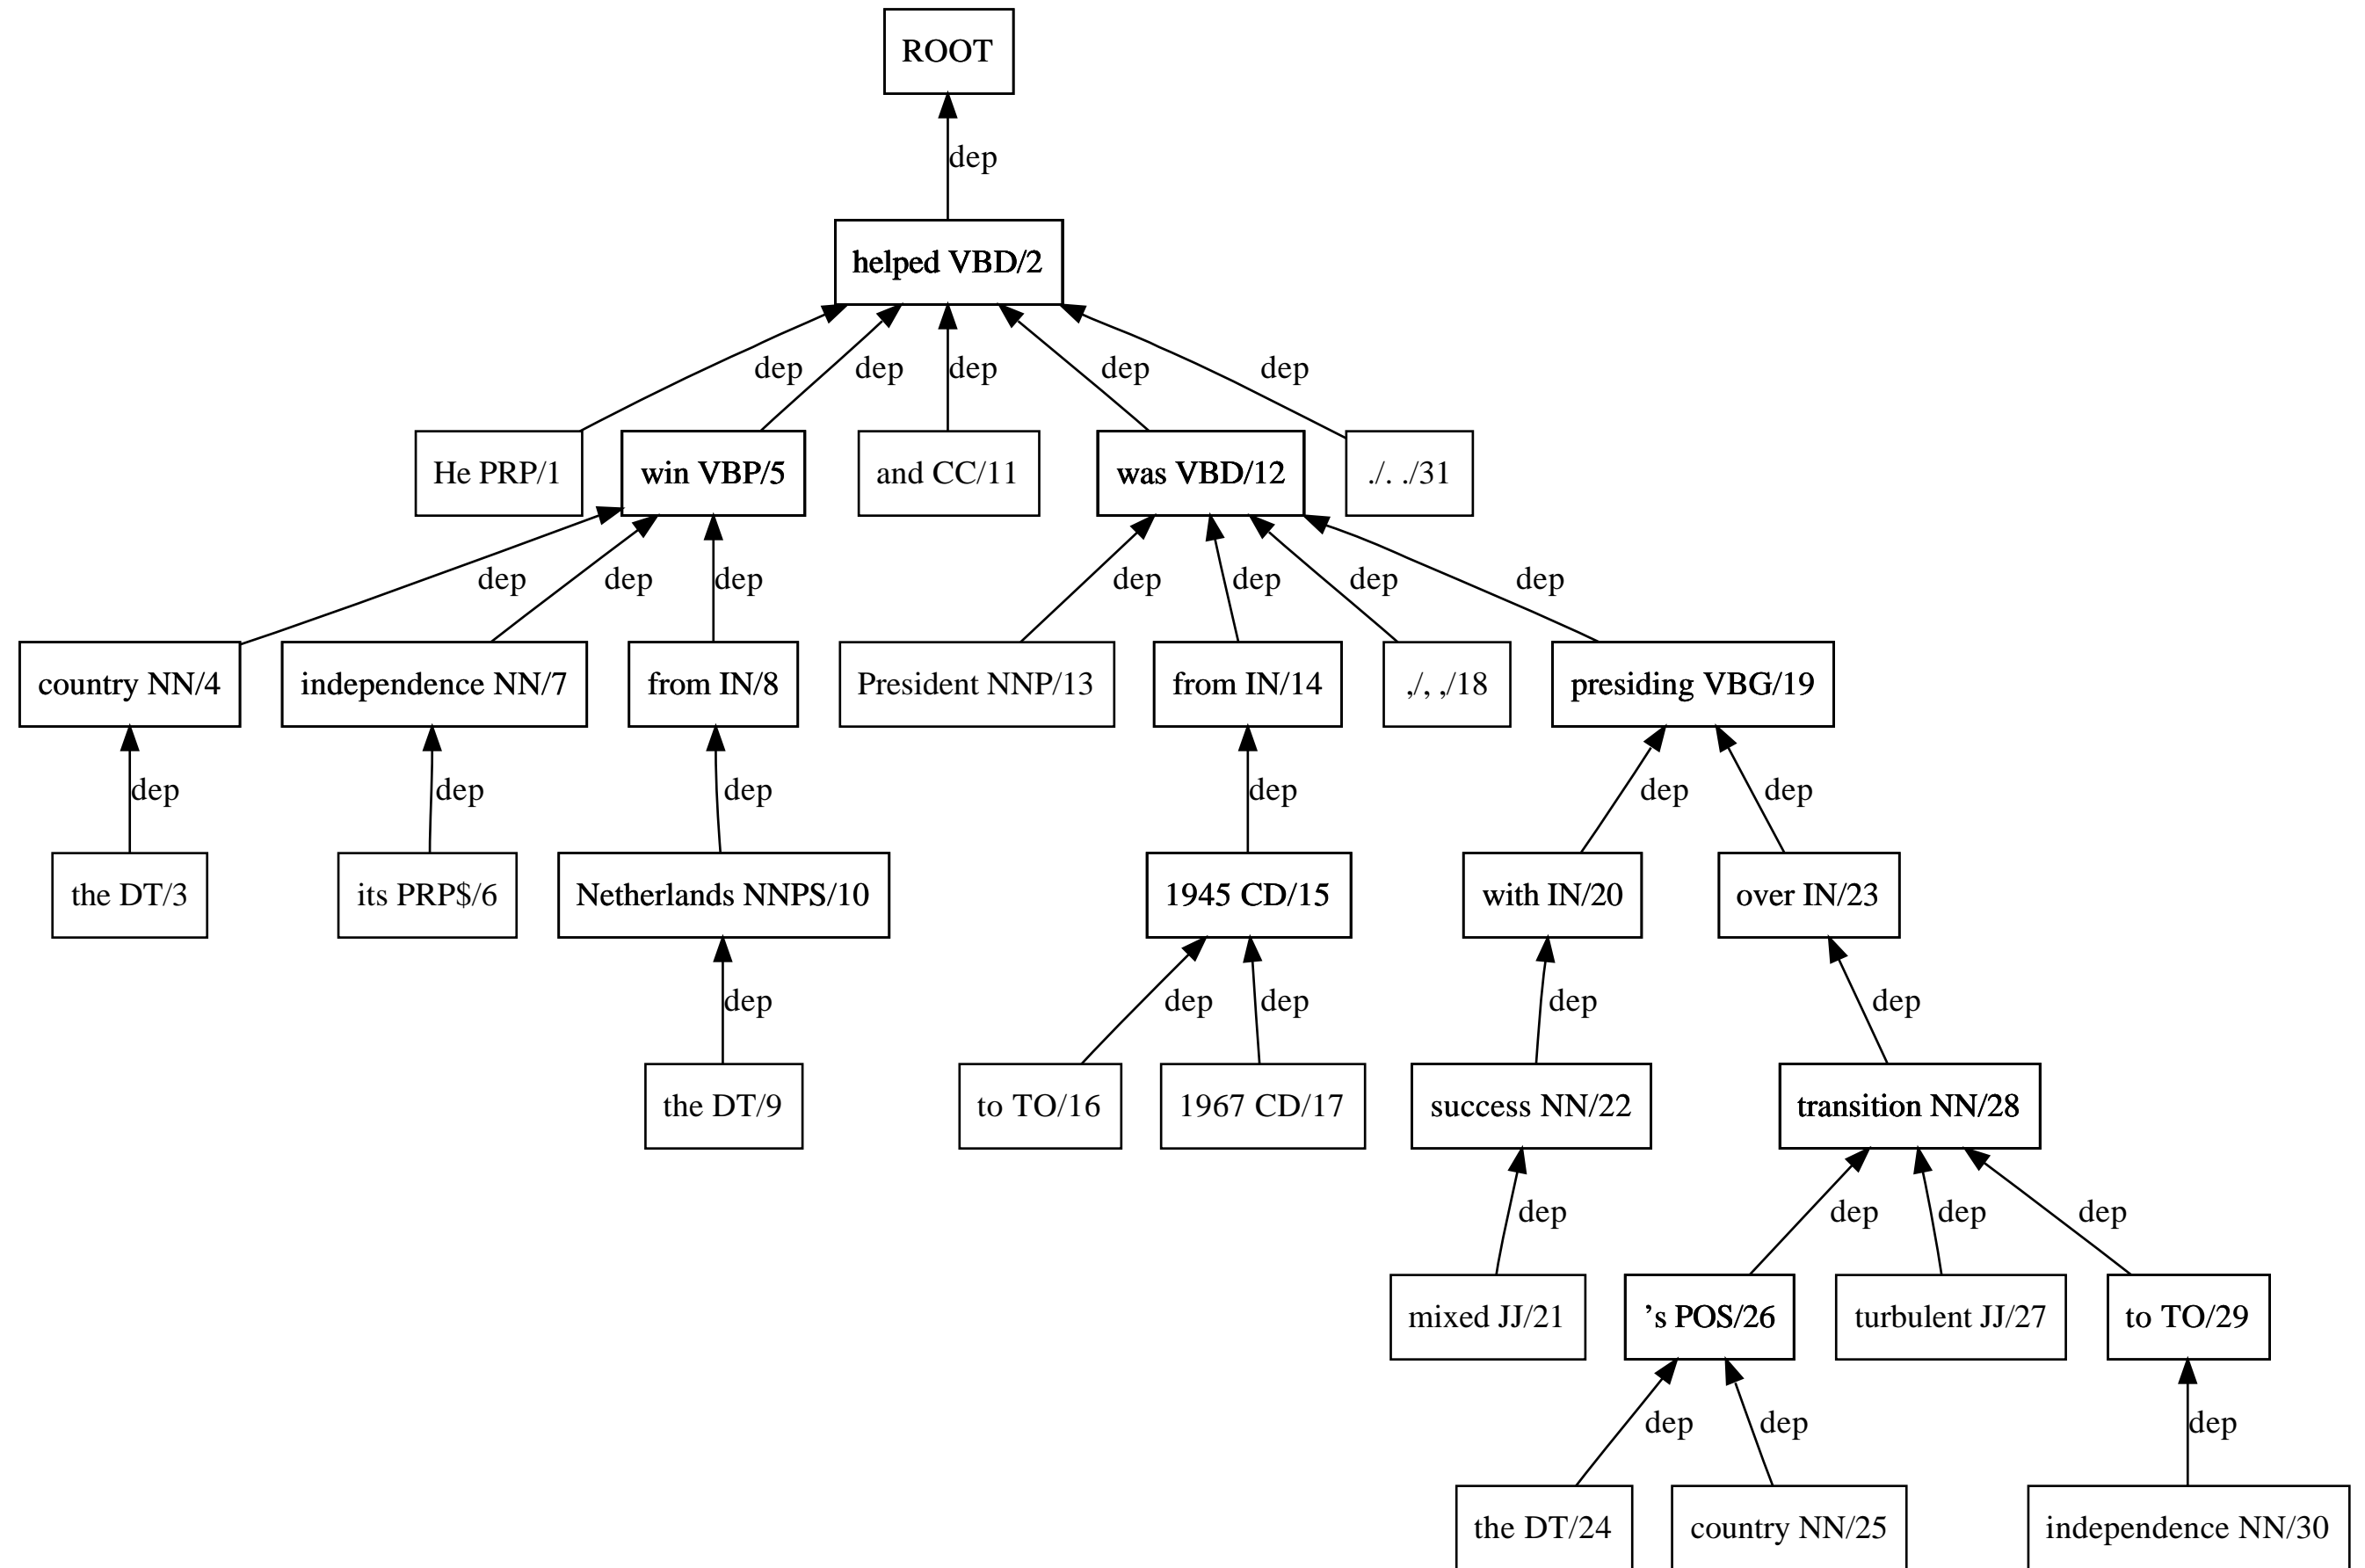 ROOT
dep
helped VBD/2
dep dep dep dep dep
He PRP/1 win VBP/5 and CC/11 was VBD/12 ./. ./31
dep dep dep dep dep dep dep
country NN/4 independence NN/7 from IN/8 President NNP/13 from IN/14 ,/, ,/18 presiding VBG/19
dep dep dep dep dep dep
the DT/3 its PRP$/6 Netherlands NNPS/10 1945 CD/15 with IN/20 over IN/23
dep dep dep dep dep
the DT/9 to TO/16 1967 CD/17 success NN/22 transition NN/28
dep dep dep dep
mixed JJ/21 ’s POS/26 turbulent JJ/27 to TO/29
dep dep dep
the DT/24 country NN/25 independence NN/30